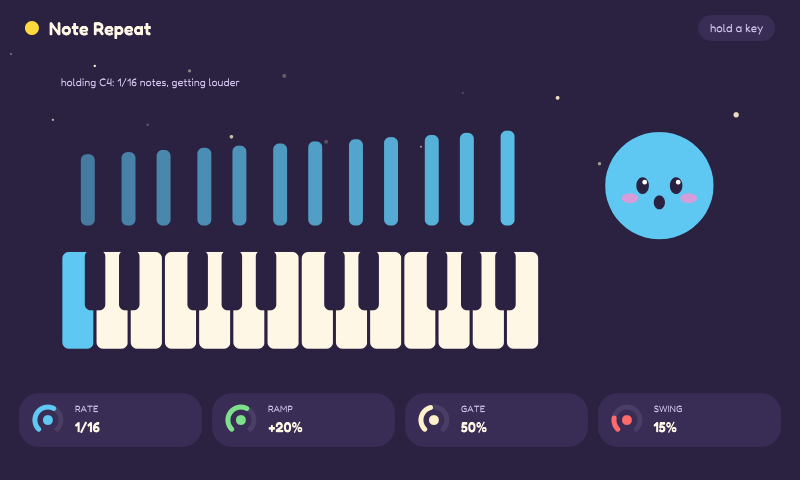 Note Repeat
hold a key
holding C4: 1/16 notes, getting louder
RATE
1/16
RAMP
+20%
GATE
50%
SWING
15%